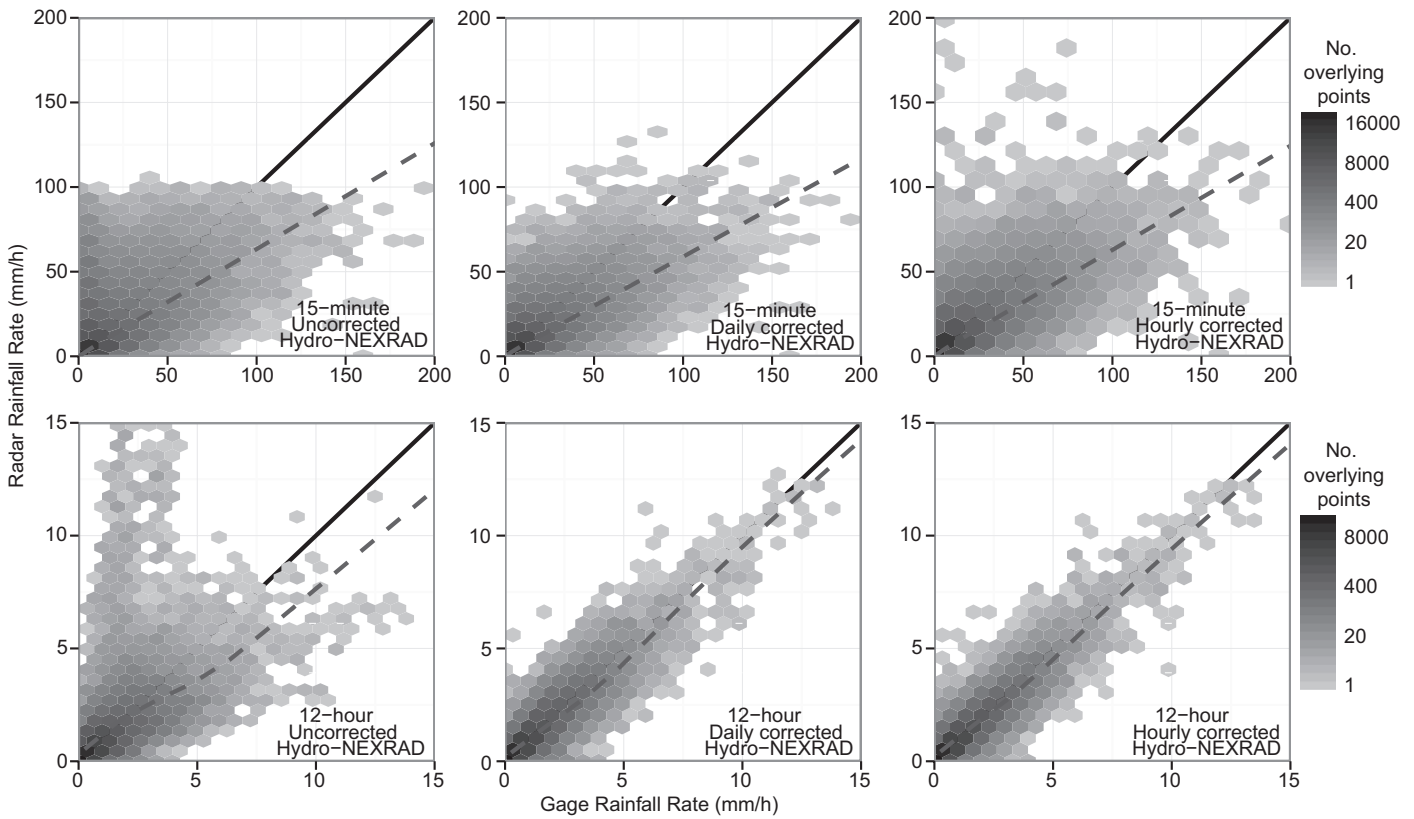 Radar Rainfall Rate (mm/h)
200
150
100
50
0
0 50 100 150 200
15−minute
Uncorrected
Hydro−NEXRAD
200
150
100
50
0
0 50 100 150 200
15−minute
Daily corrected
Hydro−NEXRAD
200
150
100
50
0
0 50 100 150 200
15−minute
Hourly corrected
Hydro−NEXRAD
No.
overlying
points
16000
8000
400
20
1
15
10
5
0
0 5 10 15
12−hour
Uncorrected
Hydro−NEXRAD
15
10
5
0
0 5 10 15
12−hour
Daily corrected
Hydro−NEXRAD
15
10
5
0
0 5 10 15
12−hour
Hourly corrected
Hydro−NEXRAD
No.
overlying
points
8000
400
20
1
Gage Rainfall Rate (mm/h)